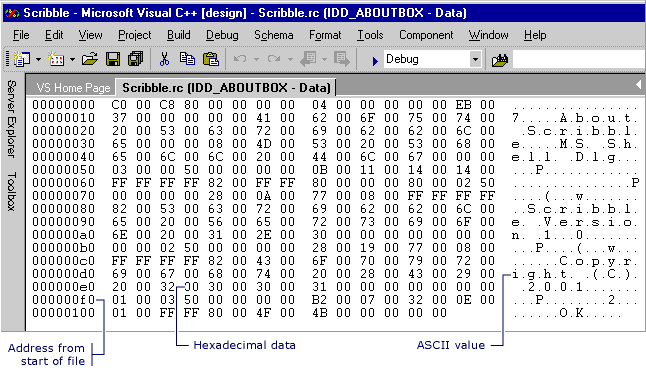 Scribble - Microsoft Visual C++ [design] - Scribble.rc (IDD_ABOUTBOX - Data)
File Edit View Project Build Debug Schema Format Tools Component Window Help
Debug
VS Home Page Scribble.rc (IDD_ABOUTBOX - Data)
Server Explorer
Toolbox
00000000 C0 00 C8 80 00 00 00 00 04 00 00 00 00 00 EB 00 ................
00000010 37 00 00 00 00 00 41 00 62 00 6F 00 75 00 74 00 7.....A.b.o.u.t.
00000020 20 00 53 00 63 00 72 00 69 00 62 00 62 00 6C 00 .S.c.r.i.b.b.l.
00000030 65 00 00 00 08 00 4D 00 53 00 20 00 53 00 68 00 e.....M.S. .S.h.
00000040 65 00 6C 00 6C 00 20 00 44 00 6C 00 67 00 00 00 e.l.l. .D.l.g...
00000050 03 00 00 50 00 00 00 00 0B 00 11 00 14 00 14 00 ...P............
00000060 FF FF FF FF 82 00 FF FF 80 00 00 00 80 00 02 50 ...............P
00000070 00 00 00 00 28 00 0A 00 77 00 08 00 FF FF FF FF ....(...w.......
00000080 82 00 53 00 63 00 72 00 69 00 62 00 62 00 6C 00 ..S.c.r.i.b.b.l.
00000090 65 00 20 00 56 00 65 00 72 00 73 00 69 00 6F 00 e. .V.e.r.s.i.o.
000000a0 6E 00 20 00 31 00 2E 00 30 00 00 00 00 00 00 00 n. .1...0.......
000000b0 00 00 02 50 00 00 00 00 28 00 19 00 77 00 08 00 ...P....(...w...
000000c0 FF FF FF FF 82 00 43 00 6F 00 70 00 79 00 72 00 ......C.o.p.y.r.
000000d0 69 00 67 00 68 00 74 00 20 00 28 00 43 00 29 00 i.g.h.t. .(.C.).
000000e0 20 00 32 00 30 00 30 00 31 00 00 00 00 00 00 00 .2.0.0.1.......
000000f0 01 00 03 50 00 00 00 00 B2 00 07 00 32 00 0E 00 ...P........2...
00000100 01 00 FF FF 80 00 4F 00 4B 00 00 00 00 00 ......O.K.....
Address from
start of file
Hexadecimal data
ASCII value